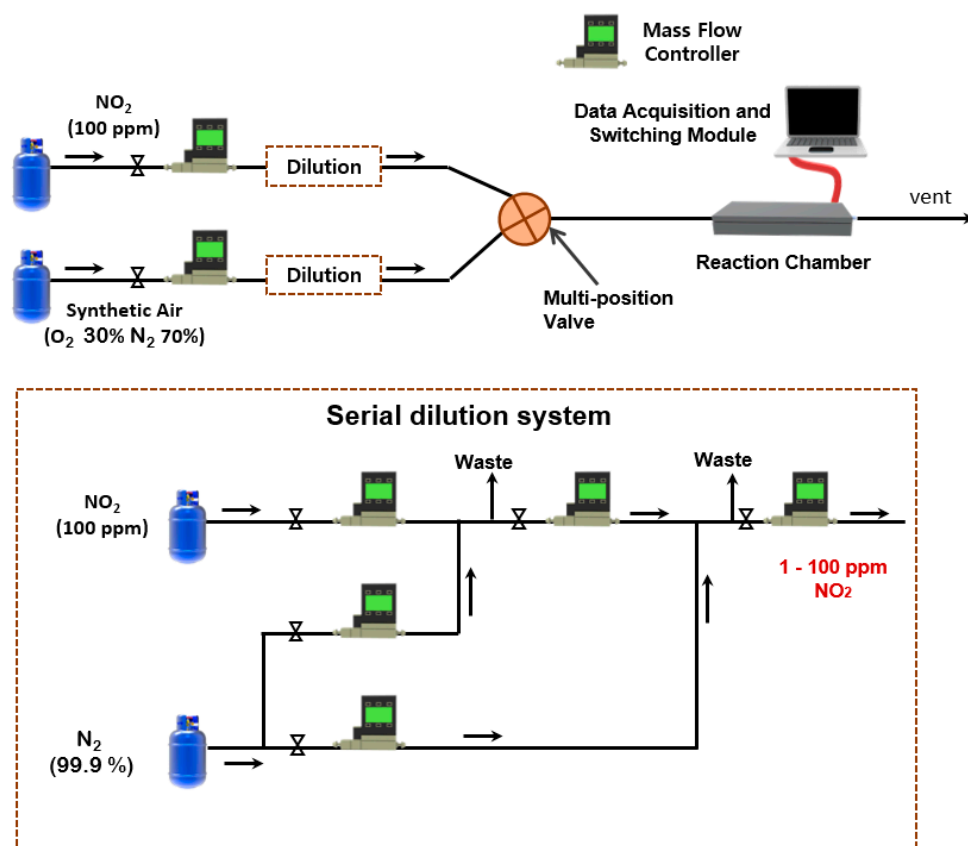 Mass Flow
Controller
NO₂
(100 ppm)
Data Acquisition and
Switching Module
Dilution
vent
Dilution
Reaction Chamber
Multi-position
Valve
Synthetic Air
(O₂ 30% N₂ 70%)
Serial dilution system
Waste
Waste
NO₂
(100 ppm)
1 - 100 ppm
NO₂
N₂
(99.9 %)